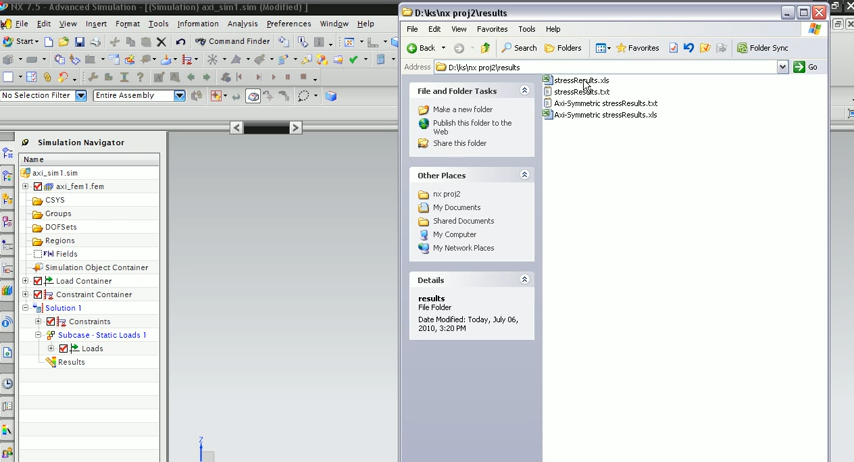 NX 7.5 - Advanced Simulation - [(Simulation) axi_sim1.sim (Modified) ]
File Edit View Insert Format Tools Information Analysis Preferences Window Help
Start Command Finder
No Selection Filter Entire Assembly
Simulation Navigator
Name
axi_sim1.sim
axi_fem1.fem
CSYS
Groups
DOFSets
Regions
Fields
Simulation Object Container
Load Container
Constraint Container
Solution 1
Constraints
Subcase - Static Loads 1
Loads
Results
Z
D:\ks\nx proj2\results
File Edit View Favorites Tools Help
Back Search Folders Favorites Folder Sync
Address D:\ks\nx proj2\results Go
File and Folder Tasks
Make a new folder
Publish this folder to the
Web
Share this folder
Other Places
nx proj2
My Documents
Shared Documents
My Computer
My Network Places
Details
results
File Folder
Date Modified: Today, July 06,
2010, 3:20 PM
stressResults.xls
stressResults.txt
Axi-Symmetric stressResults.txt
Axi-Symmetric stressResults.xls